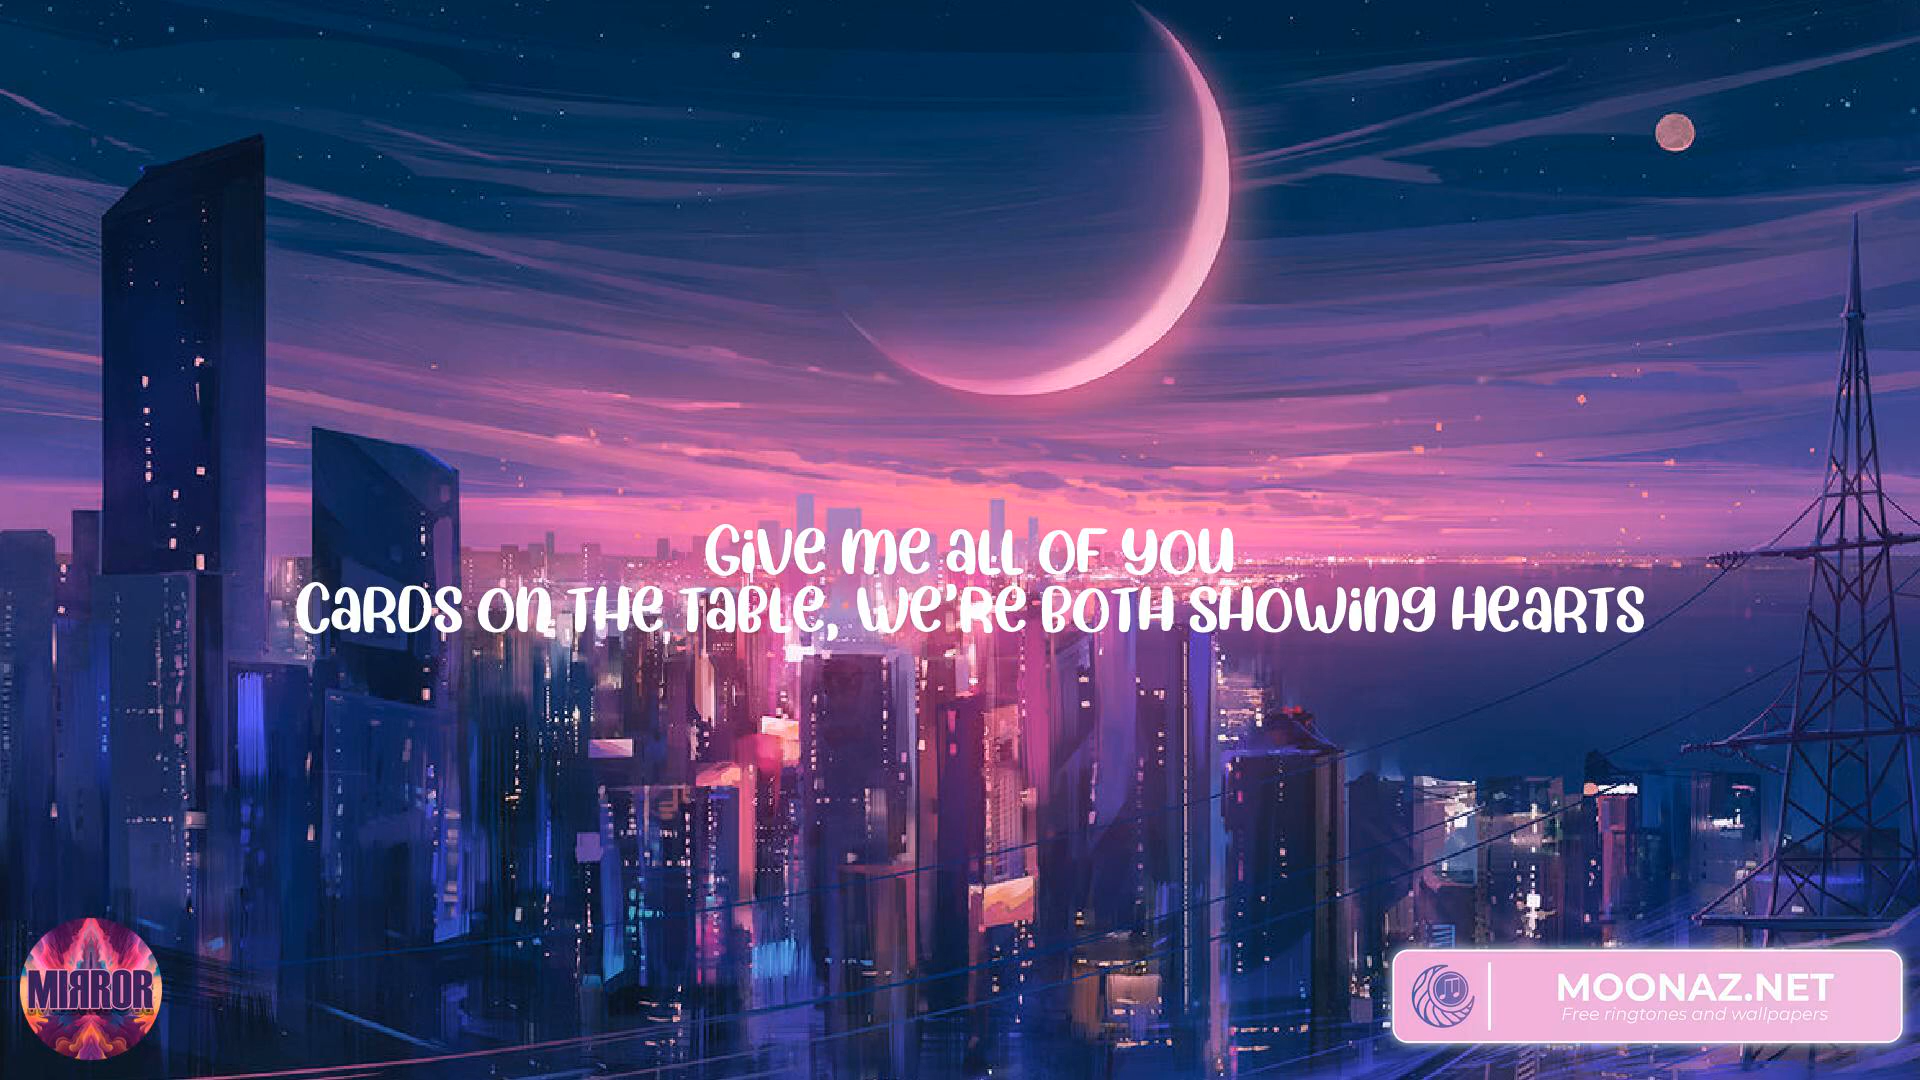 Give me all of you
Cards on the table, we're both showing hearts
MIRROR
MOONAZ.NET
Free ringtones and wallpapers